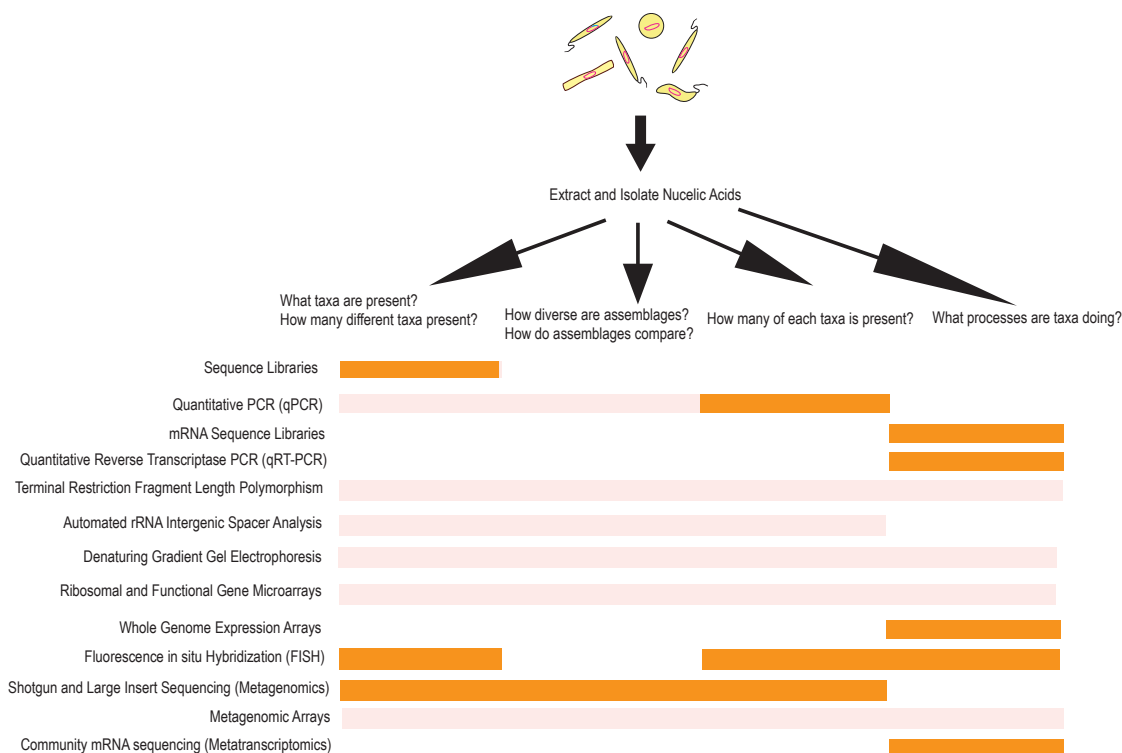 Extract and Isolate Nucelic Acids
What taxa are present?
How many different taxa present?
How diverse are assemblages?
How do assemblages compare?
How many of each taxa is present?
What processes are taxa doing?
Sequence Libraries
Quantitative PCR (qPCR)
mRNA Sequence Libraries
Quantitative Reverse Transcriptase PCR (qRT-PCR)
Terminal Restriction Fragment Length Polymorphism
Automated rRNA Intergenic Spacer Analysis
Denaturing Gradient Gel Electrophoresis
Ribosomal and Functional Gene Microarrays
Whole Genome Expression Arrays
Fluorescence in situ Hybridization (FISH)
Shotgun and Large Insert Sequencing (Metagenomics)
Metagenomic Arrays
Community mRNA sequencing (Metatranscriptomics)